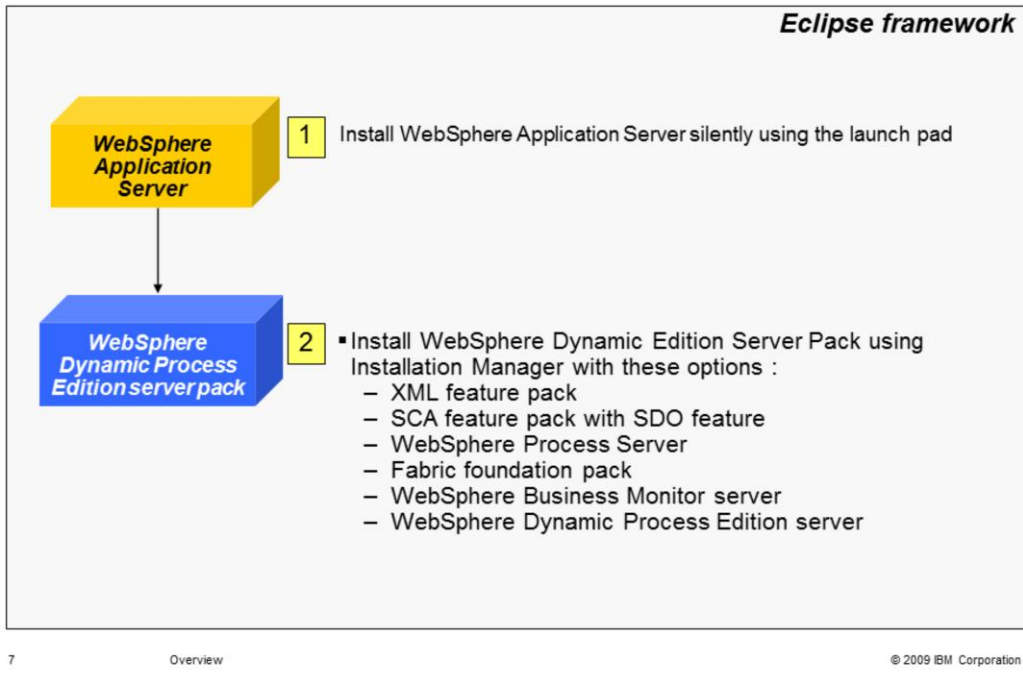 Eclipse framework
WebSphere
Application
Server
1
Install WebSphere Application Server silently using the launch pad
WebSphere
Dynamic Process
Edition server pack
2
▪ Install WebSphere Dynamic Edition Server Pack using
Installation Manager with these options :
– XML feature pack
– SCA feature pack with SDO feature
– WebSphere Process Server
– Fabric foundation pack
– WebSphere Business Monitor server
– WebSphere Dynamic Process Edition server
7
Overview
© 2009 IBM Corporation